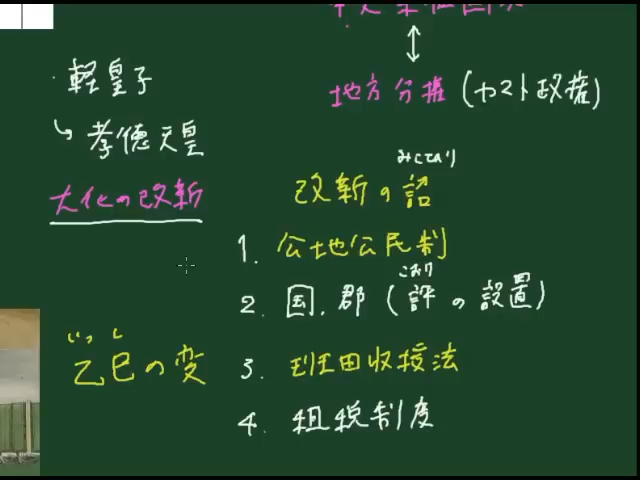 地方分権(ヤマト政権)
・軽皇子
↳孝徳天皇
大化の改新
みことのり
改新の詔
1. 公地公民制
こおり
2. 国.郡(評の設置)
3. 班田収授法
4. 租税制度
いっし
乙巳の変